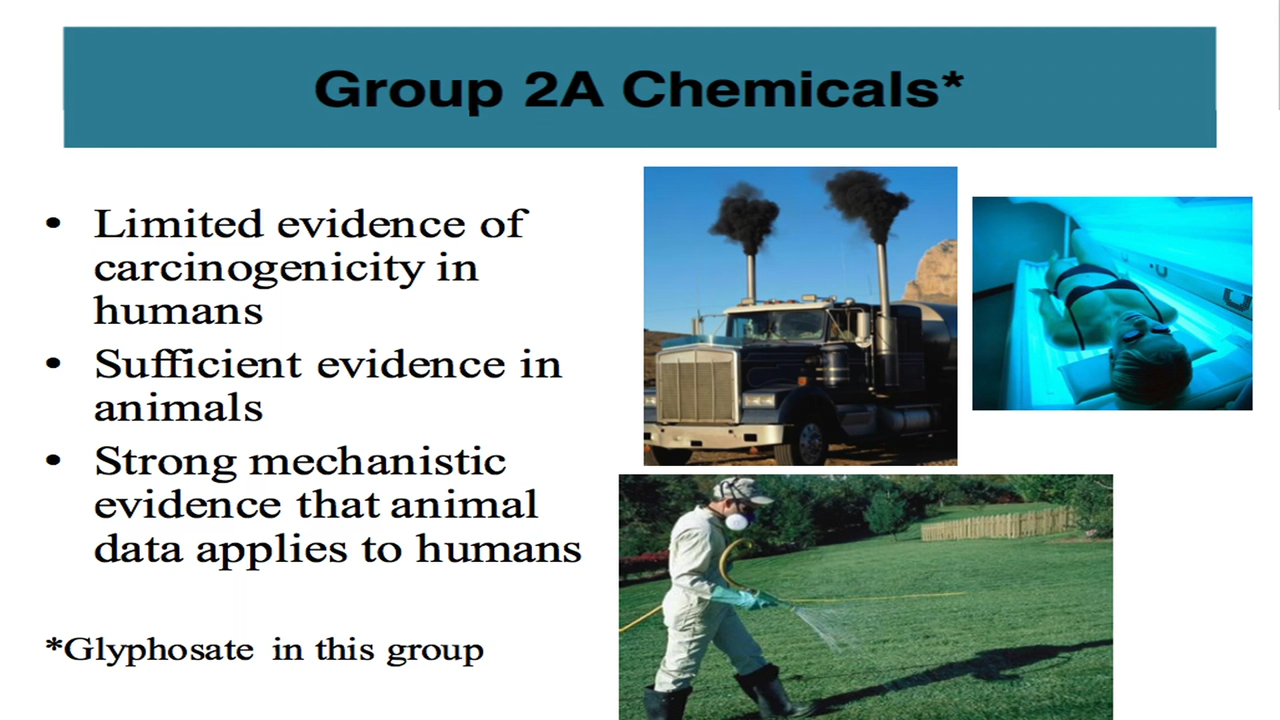 Group 2A Chemicals*
• Limited evidence of
carcinogenicity in
humans
• Sufficient evidence in
animals
• Strong mechanistic
evidence that animal
data applies to humans
*Glyphosate in this group